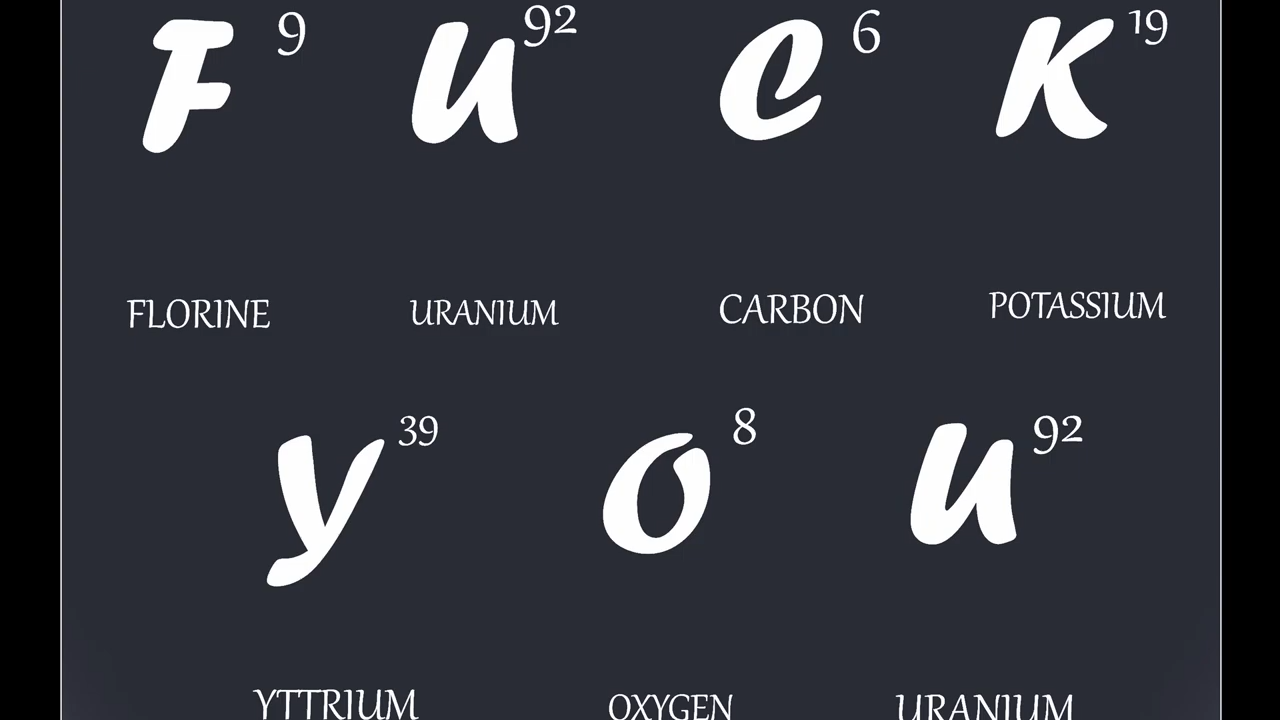 F 9 U 92 C 6 K 19
FLORINE URANIUM CARBON POTASSIUM
Y 39 O 8 U 92
YTTRIUM OXYGEN URANIUM